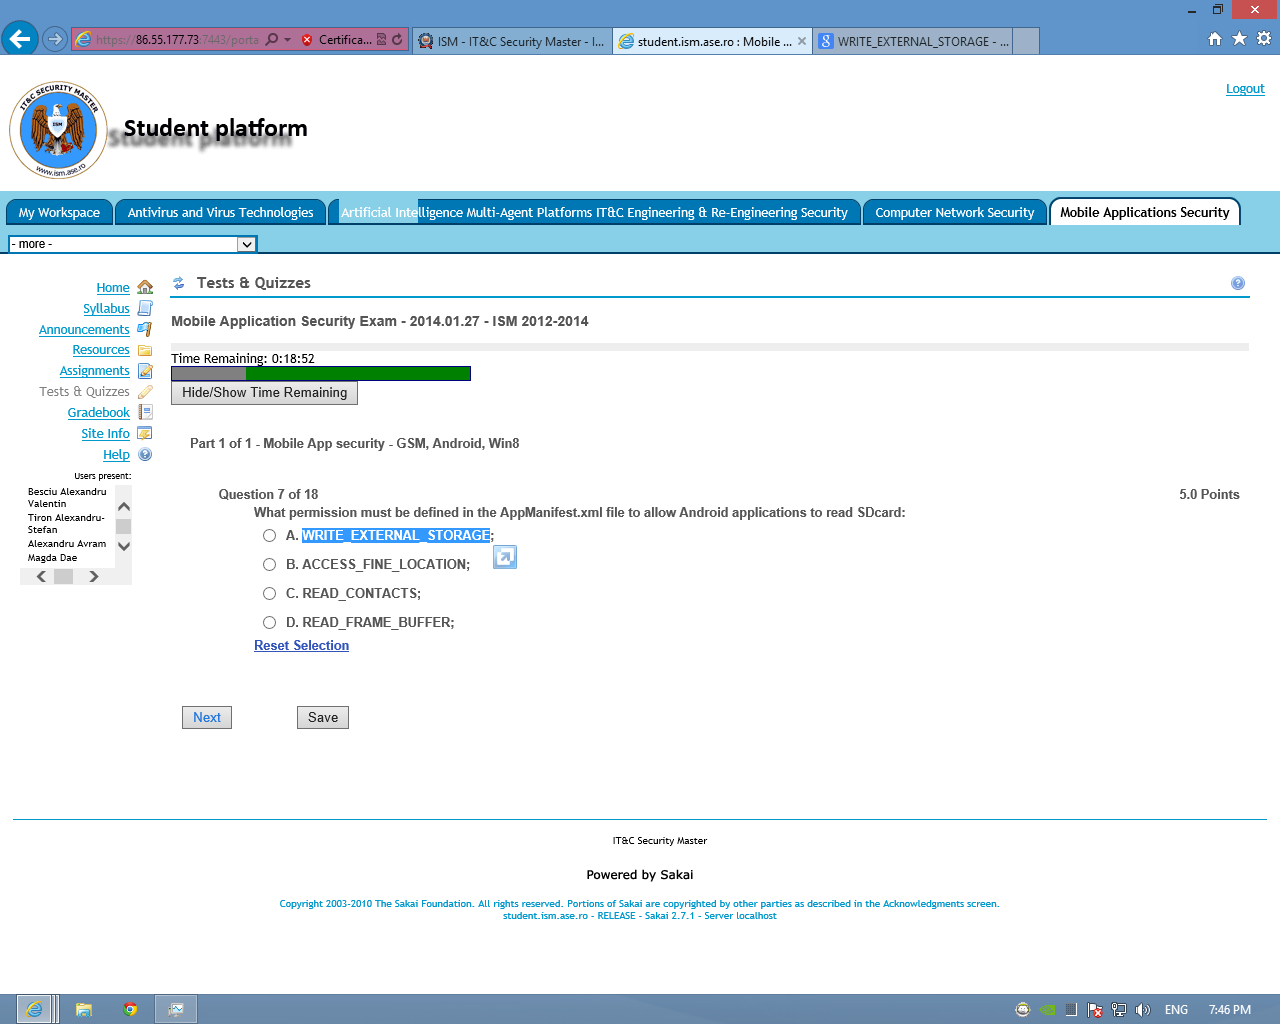 https://86.55.177.73:7443/porta
Certifica...
ISM - IT&C Security Master - I...
student.ism.ase.ro : Mobile ...
WRITE_EXTERNAL_STORAGE - ...
Logout
IT&C SECURITY MASTER
ISM
www.ism.ase.ro
Student platform
My Workspace
Antivirus and Virus Technologies
Artificial Intelligence Multi-Agent Platforms IT&C Engineering & Re-Engineering Security
Computer Network Security
Mobile Applications Security
- more -
Home
Syllabus
Announcements
Resources
Assignments
Tests & Quizzes
Gradebook
Site Info
Help
Users present:
Besciu Alexandru
Valentin
Tiron Alexandru-
Stefan
Alexandru Avram
Magda Dae
Tests & Quizzes
Mobile Application Security Exam - 2014.01.27 - ISM 2012-2014
Time Remaining: 0:18:52
Hide/Show Time Remaining
Part 1 of 1 - Mobile App security - GSM, Android, Win8
Question 7 of 18
5.0 Points
What permission must be defined in the AppManifest.xml file to allow Android applications to read SDcard:
A. WRITE_EXTERNAL_STORAGE;
B. ACCESS_FINE_LOCATION;
C. READ_CONTACTS;
D. READ_FRAME_BUFFER;
Reset Selection
Next
Save
IT&C Security Master
Powered by Sakai
Copyright 2003-2010 The Sakai Foundation. All rights reserved. Portions of Sakai are copyrighted by other parties as described in the Acknowledgments screen.
student.ism.ase.ro - RELEASE - Sakai 2.7.1 - Server localhost
ENG
7:46 PM